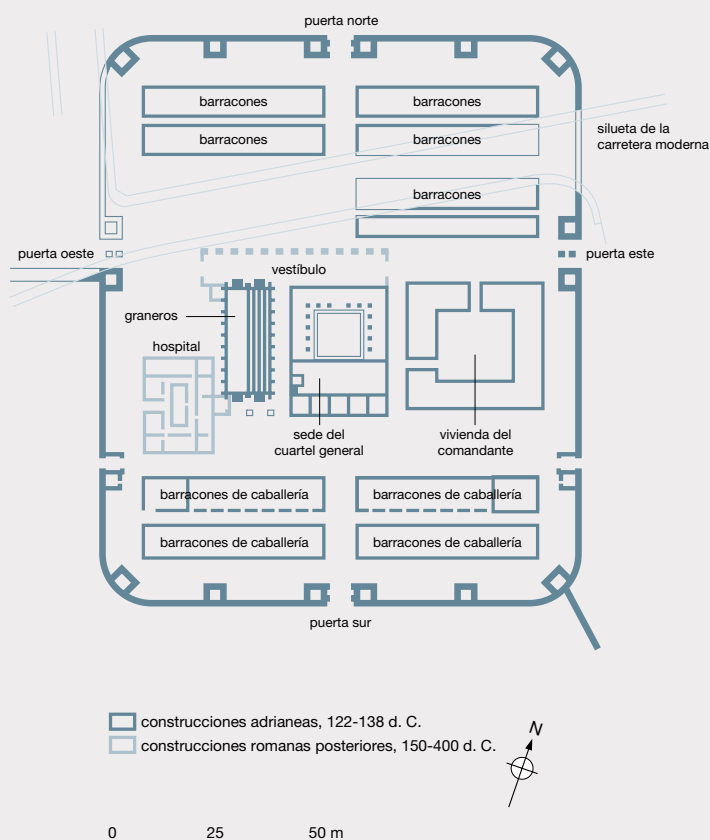 puerta norte
barracones
barracones
barracones
barracones
silueta de la
carretera moderna
barracones
puerta oeste
puerta este
vestíbulo
graneros
hospital
sede del
cuartel general
vivienda del
comandante
barracones de caballería
barracones de caballería
barracones de caballería
barracones de caballería
puerta sur
construcciones adrianeas, 122-138 d. C.
construcciones romanas posteriores, 150-400 d. C.
N
0 25 50 m